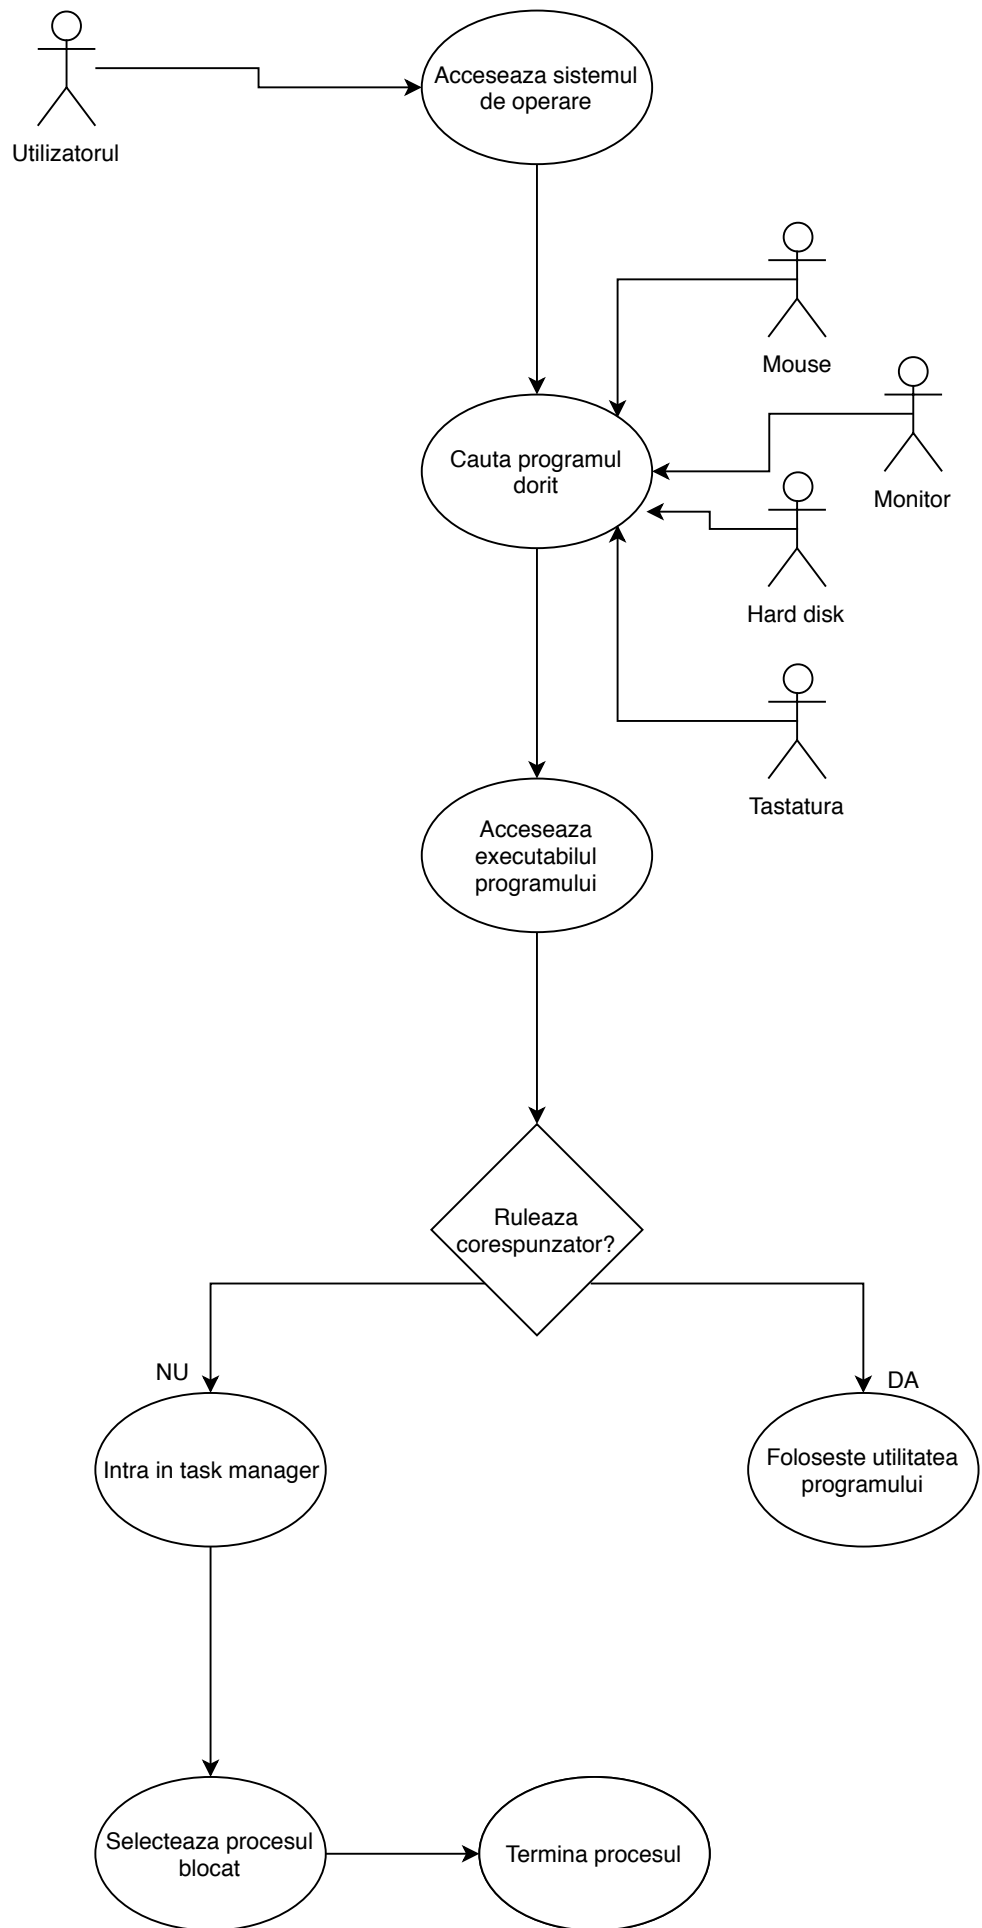 Acceseaza sistemul
de operare
Utilizatorul
Mouse
Cauta programul
dorit
Monitor
Hard disk
Tastatura
Acceseaza
executabilul
programului
Ruleaza
corespunzator?
NU
DA
Intra in task manager
Foloseste utilitatea
programului
Selecteaza procesul
blocat
Termina procesul